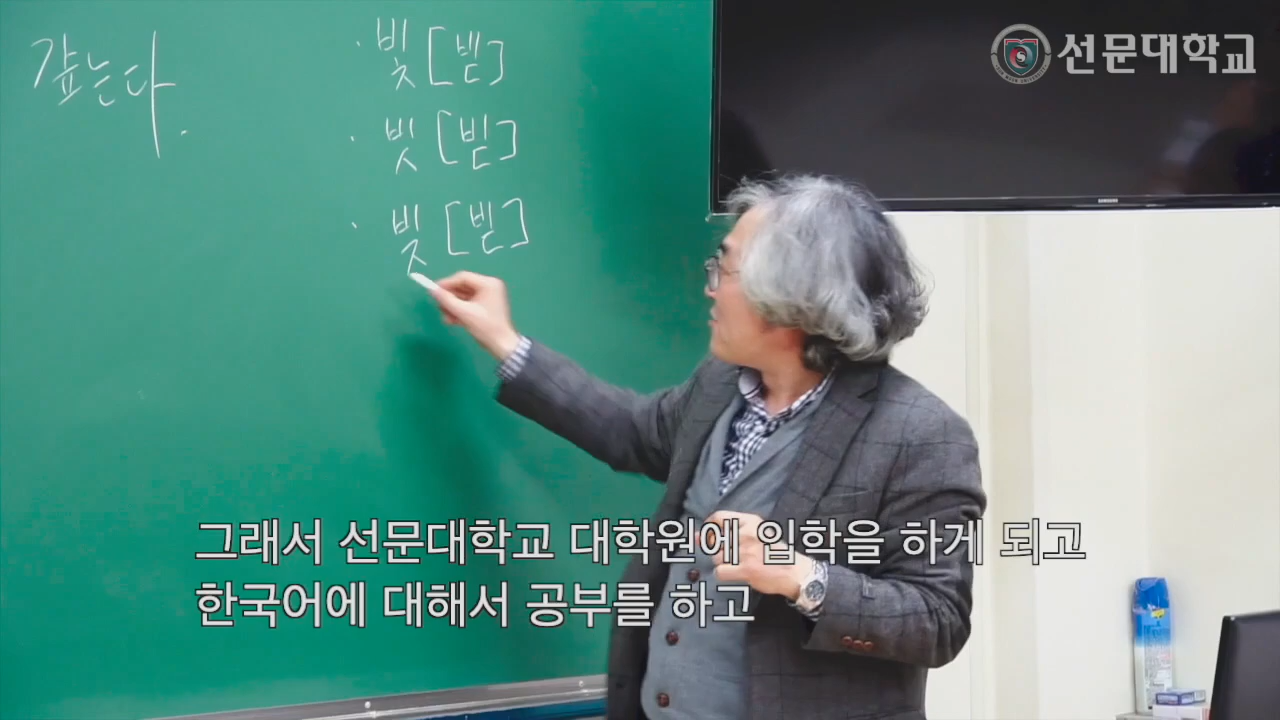 선문대학교
갚는다.
· 빛 [빋]
· 빗 [빋]
· 빚 [빋]
SAMSUNG
그래서 선문대학교 대학원에 입학을 하게 되고
한국어에 대해서 공부를 하고